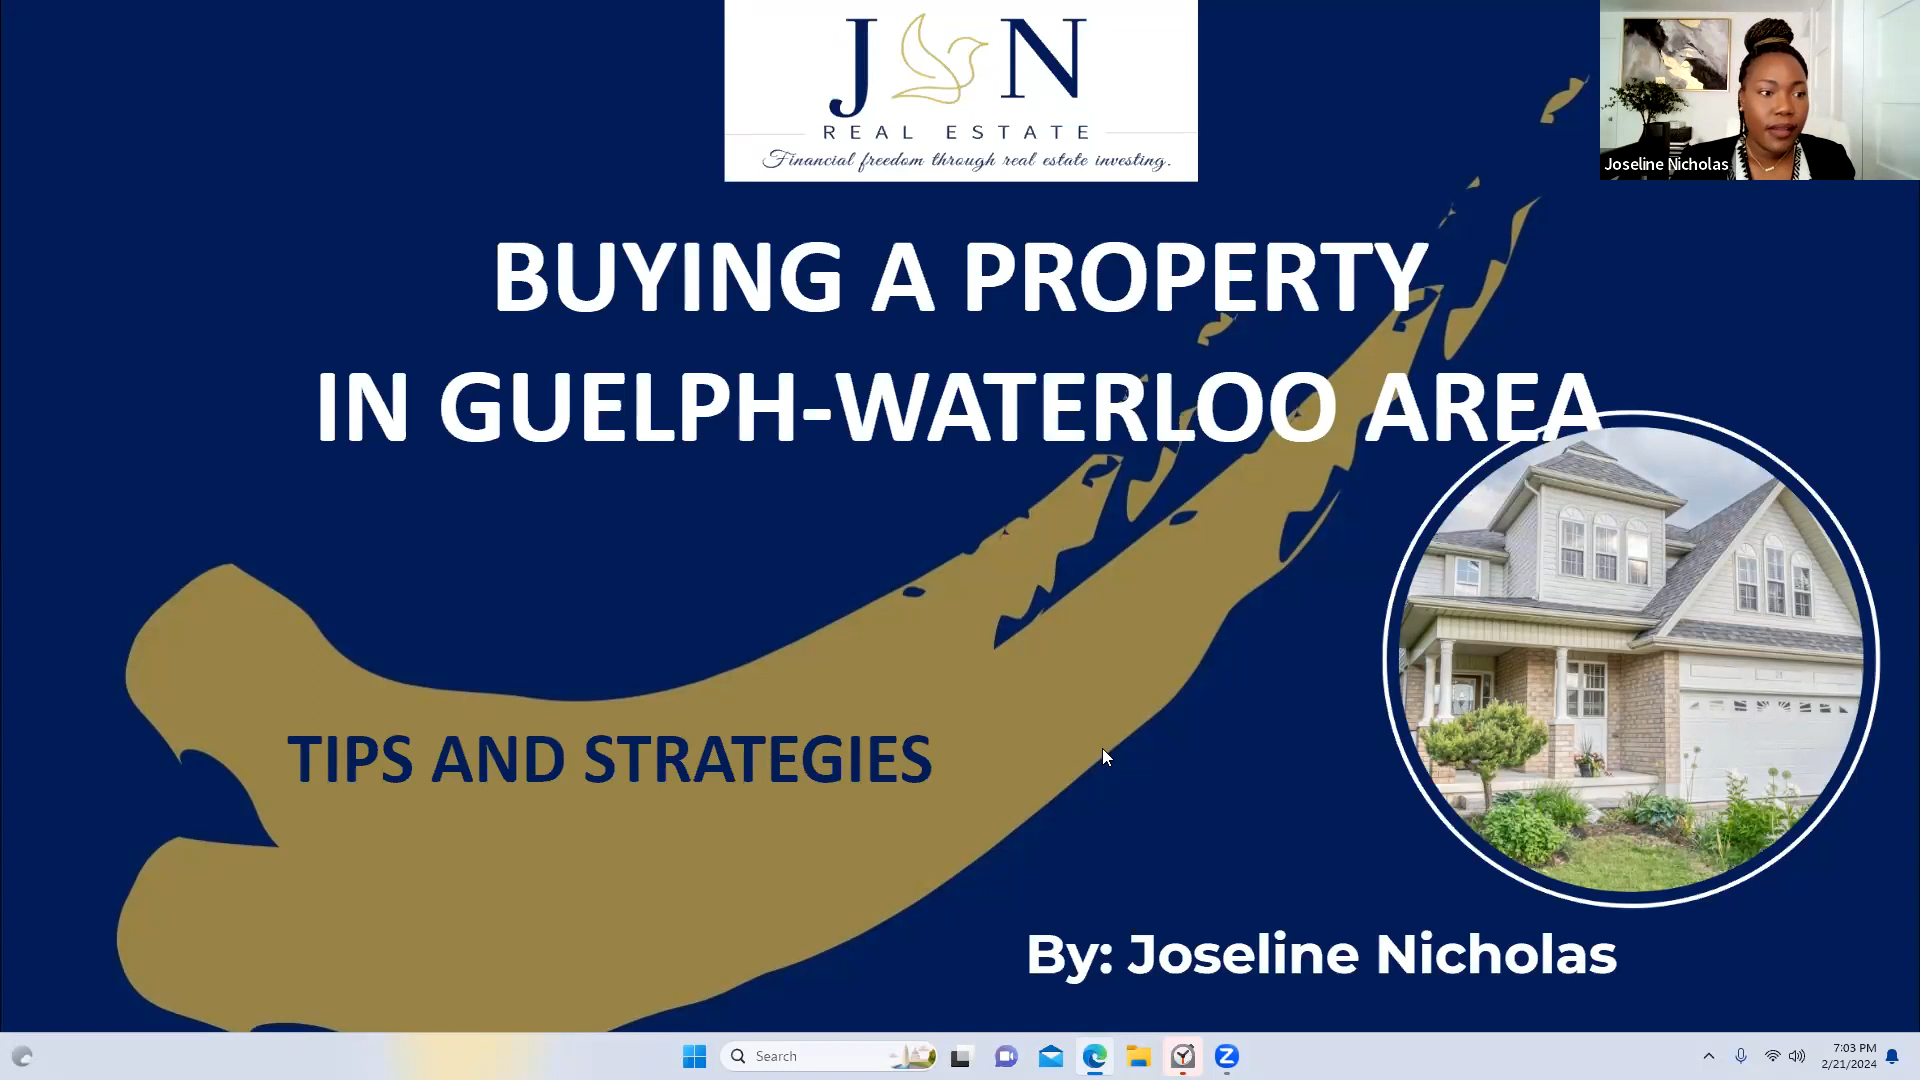 J N
REAL ESTATE
Financial freedom through real estate investing.
Joseline Nicholas
BUYING A PROPERTY
IN GUELPH-WATERLOO AREA
TIPS AND STRATEGIES
By: Joseline Nicholas
Search
7:03 PM
2/21/2024